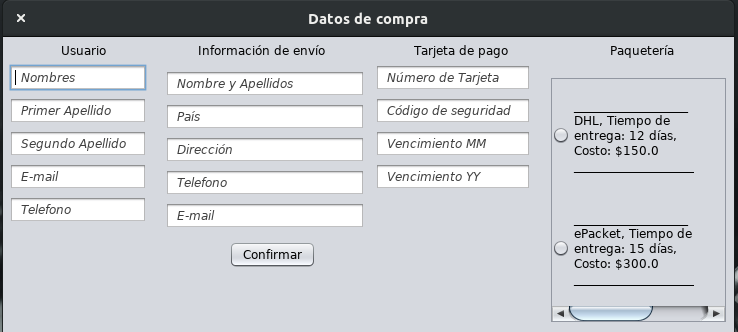 Datos de compra
Usuario
Nombres
Primer Apellido
Segundo Apellido
E-mail
Telefono
Información de envío
Nombre y Apellidos
País
Dirección
Telefono
E-mail
Confirmar
Tarjeta de pago
Número de Tarjeta
Código de seguridad
Vencimiento MM
Vencimiento YY
Paquetería
DHL, Tiempo de
entrega: 12 días,
Costo: $150.0
ePacket, Tiempo de
entrega: 15 días,
Costo: $300.0